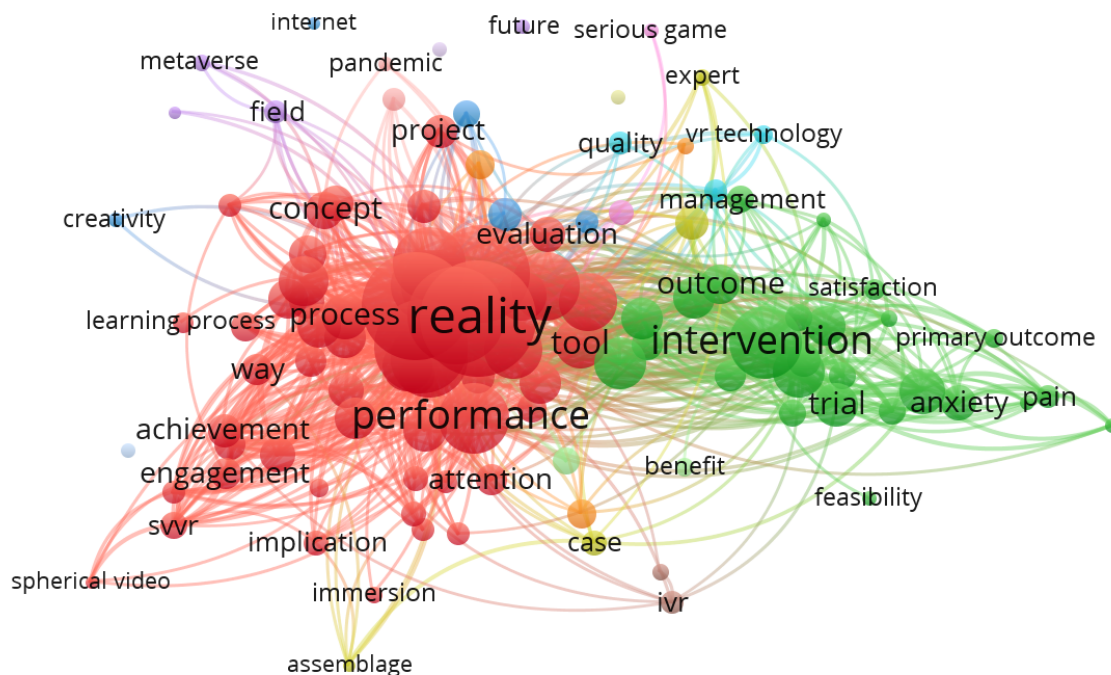 internet
future
serious game
metaverse
pandemic
expert
field
project
quality
vr technology
creativity
concept
management
evaluation
outcome
satisfaction
learning process
process
reality
tool
intervention
primary outcome
way
performance
trial
anxiety
pain
achievement
engagement
attention
benefit
feasibility
svvr
implication
case
spherical video
immersion
ivr
assemblage